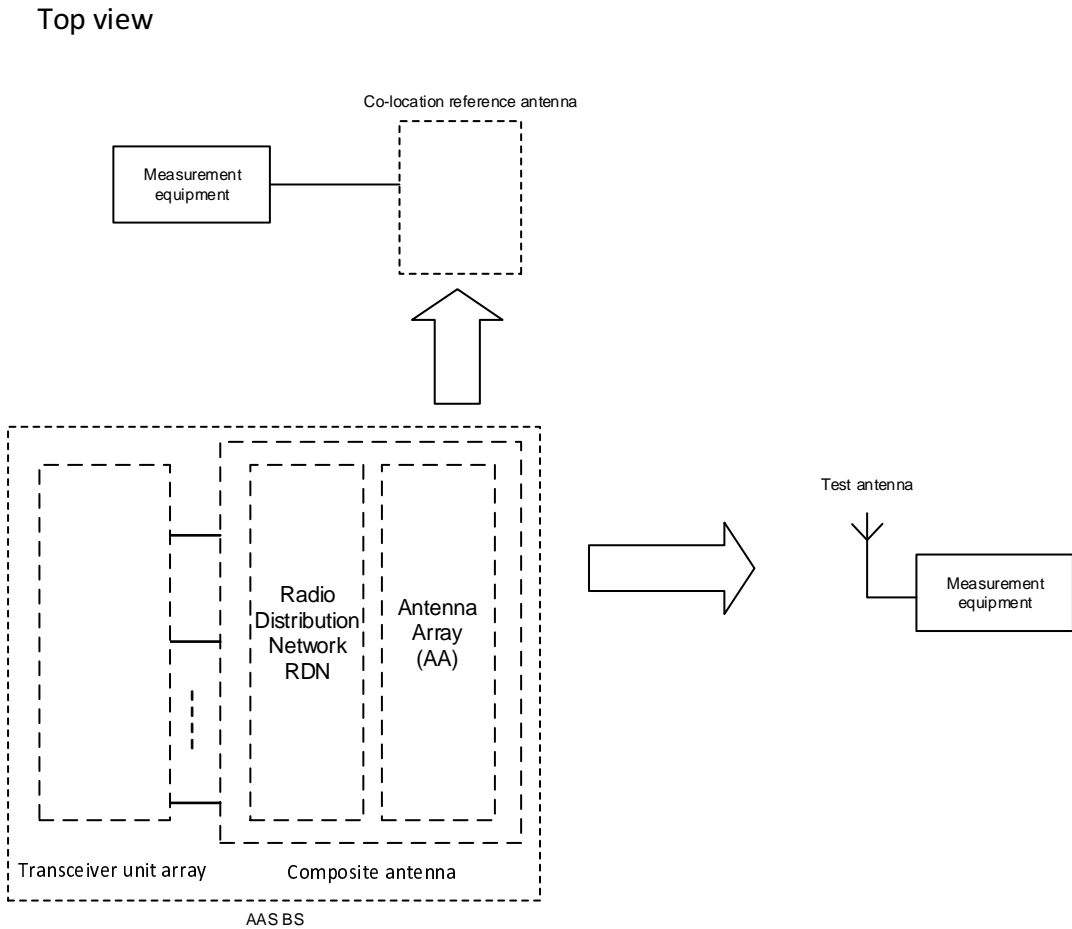 Top view
Co-location reference antenna
Measurement
equipment
Test antenna
Measurement
equipment
Radio
Distribution
Network
RDN
Antenna
Array
(AA)
Transceiver unit array
Composite antenna
AAS BS